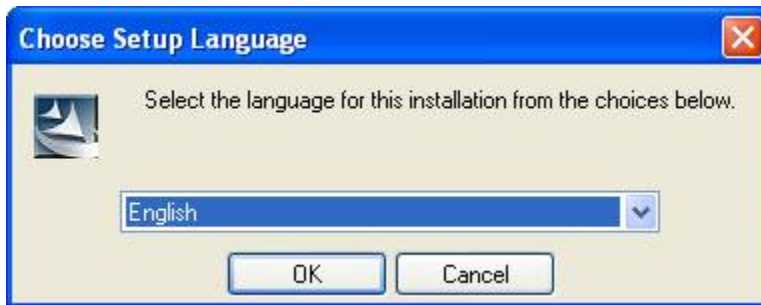 Choose Setup Language
Select the language for this installation from the choices below.
English
OK
Cancel